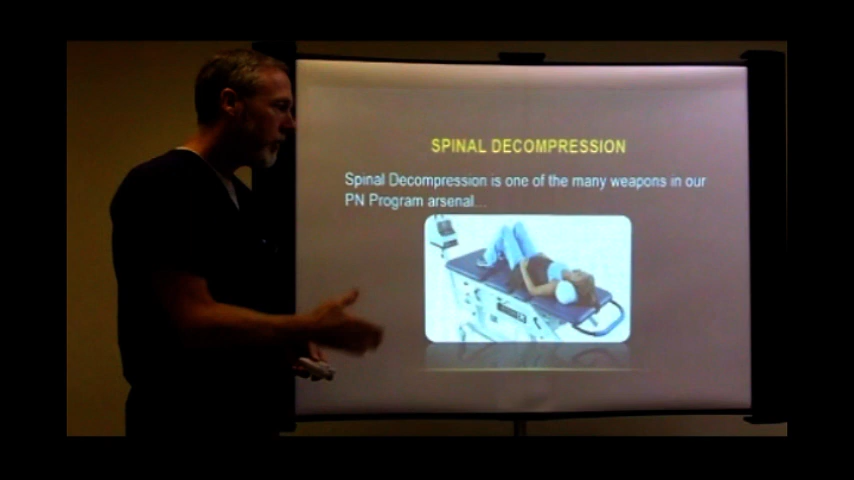 SPINAL DECOMPRESSION
Spinal Decompression is one of the many weapons in our
PN Program arsenal...